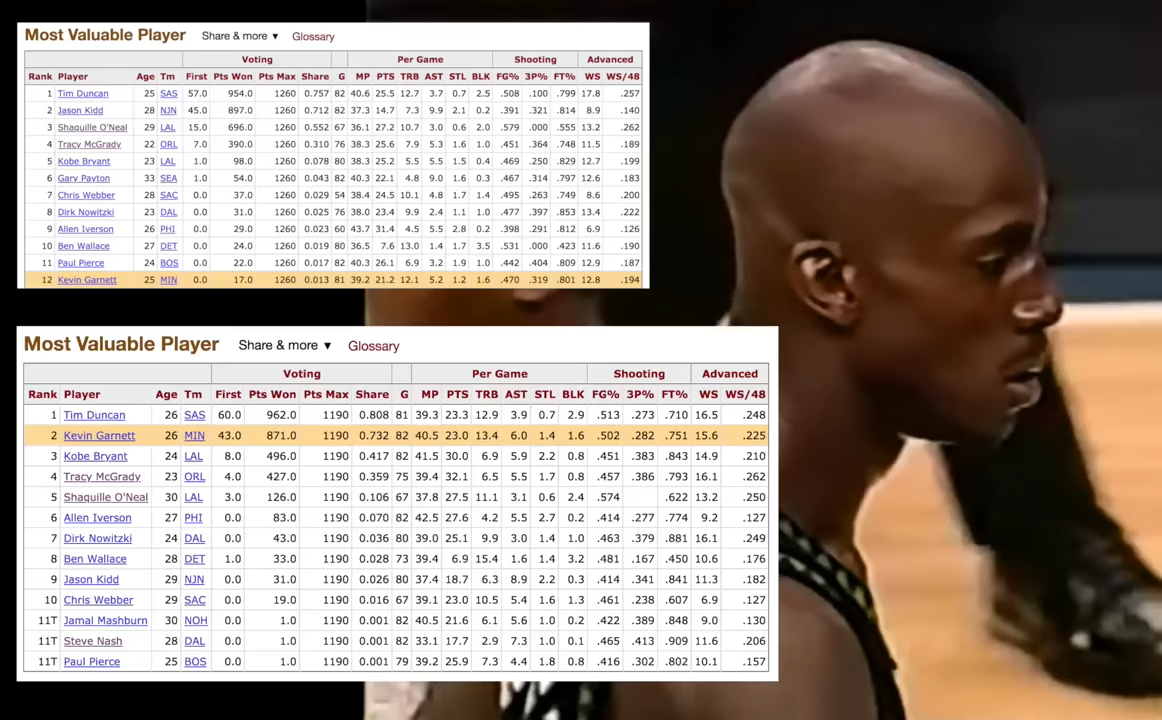 Most Valuable Player Share & more ▼ Glossary
Voting Per Game Shooting Advanced
Rank Player Age Tm First Pts Won Pts Max Share G MP PTS TRB AST STL BLK FG% 3P% FT% WS WS/48
1 Tim Duncan 25 SAS 57.0 954.0 1260 0.757 82 40.6 25.5 12.7 3.7 0.7 2.5 .508 .100 .799 17.8 .257
2 Jason Kidd 28 NJN 45.0 897.0 1260 0.712 82 37.3 14.7 7.3 9.9 2.1 0.2 .391 .321 .814 8.9 .140
3 Shaquille O'Neal 29 LAL 15.0 696.0 1260 0.552 67 36.1 27.2 10.7 3.0 0.6 2.0 .579 .000 .555 13.2 .262
4 Tracy McGrady 22 ORL 7.0 390.0 1260 0.310 76 38.3 25.6 7.9 5.3 1.6 1.0 .451 .364 .748 11.5 .189
5 Kobe Bryant 23 LAL 1.0 98.0 1260 0.078 80 38.3 25.2 5.5 5.5 1.5 0.4 .469 .250 .829 12.7 .199
6 Gary Payton 33 SEA 1.0 54.0 1260 0.043 82 40.3 22.1 4.8 9.0 1.6 0.3 .467 .314 .797 12.6 .183
7 Chris Webber 28 SAC 0.0 37.0 1260 0.029 54 38.4 24.5 10.1 4.8 1.7 1.4 .495 .263 .749 8.6 .200
8 Dirk Nowitzki 23 DAL 0.0 31.0 1260 0.025 76 38.0 23.4 9.9 2.4 1.1 1.0 .477 .397 .853 13.4 .222
9 Allen Iverson 26 PHI 0.0 29.0 1260 0.023 60 43.7 31.4 4.5 5.5 2.8 0.2 .398 .291 .812 6.9 .126
10 Ben Wallace 27 DET 0.0 24.0 1260 0.019 80 36.5 7.6 13.0 1.4 1.7 3.5 .531 .000 .423 11.6 .190
11 Paul Pierce 24 BOS 0.0 22.0 1260 0.017 82 40.3 26.1 6.9 3.2 1.9 1.0 .442 .404 .809 12.9 .187
12 Kevin Garnett 25 MIN 0.0 17.0 1260 0.013 81 39.2 21.2 12.1 5.2 1.2 1.6 .470 .319 .801 12.8 .194
Most Valuable Player Share & more ▼ Glossary
Voting Per Game Shooting Advanced
Rank Player Age Tm First Pts Won Pts Max Share G MP PTS TRB AST STL BLK FG% 3P% FT% WS WS/48
1 Tim Duncan 26 SAS 60.0 962.0 1190 0.808 81 39.3 23.3 12.9 3.9 0.7 2.9 .513 .273 .710 16.5 .248
2 Kevin Garnett 26 MIN 43.0 871.0 1190 0.732 82 40.5 23.0 13.4 6.0 1.4 1.6 .502 .282 .751 15.6 .225
3 Kobe Bryant 24 LAL 8.0 496.0 1190 0.417 82 41.5 30.0 6.9 5.9 2.2 0.8 .451 .383 .843 14.9 .210
4 Tracy McGrady 23 ORL 4.0 427.0 1190 0.359 75 39.4 32.1 6.5 5.5 1.7 0.8 .457 .386 .793 16.1 .262
5 Shaquille O'Neal 30 LAL 3.0 126.0 1190 0.106 67 37.8 27.5 11.1 3.1 0.6 2.4 .574 .622 13.2 .250
6 Allen Iverson 27 PHI 0.0 83.0 1190 0.070 82 42.5 27.6 4.2 5.5 2.7 0.2 .414 .277 .774 9.2 .127
7 Dirk Nowitzki 24 DAL 0.0 43.0 1190 0.036 80 39.0 25.1 9.9 3.0 1.4 1.0 .463 .379 .881 16.1 .249
8 Ben Wallace 28 DET 1.0 33.0 1190 0.028 73 39.4 6.9 15.4 1.6 1.4 3.2 .481 .167 .450 10.6 .176
9 Jason Kidd 29 NJN 0.0 31.0 1190 0.026 80 37.4 18.7 6.3 8.9 2.2 0.3 .414 .341 .841 11.3 .182
10 Chris Webber 29 SAC 0.0 19.0 1190 0.016 67 39.1 23.0 10.5 5.4 1.6 1.3 .461 .238 .607 6.9 .127
11T Jamal Mashburn 30 NOH 0.0 1.0 1190 0.001 82 40.5 21.6 6.1 5.6 1.0 0.2 .422 .389 .848 9.0 .130
11T Steve Nash 28 DAL 0.0 1.0 1190 0.001 82 33.1 17.7 2.9 7.3 1.0 0.1 .465 .413 .909 11.6 .206
11T Paul Pierce 25 BOS 0.0 1.0 1190 0.001 79 39.2 25.9 7.3 4.4 1.8 0.8 .416 .302 .802 10.1 .157